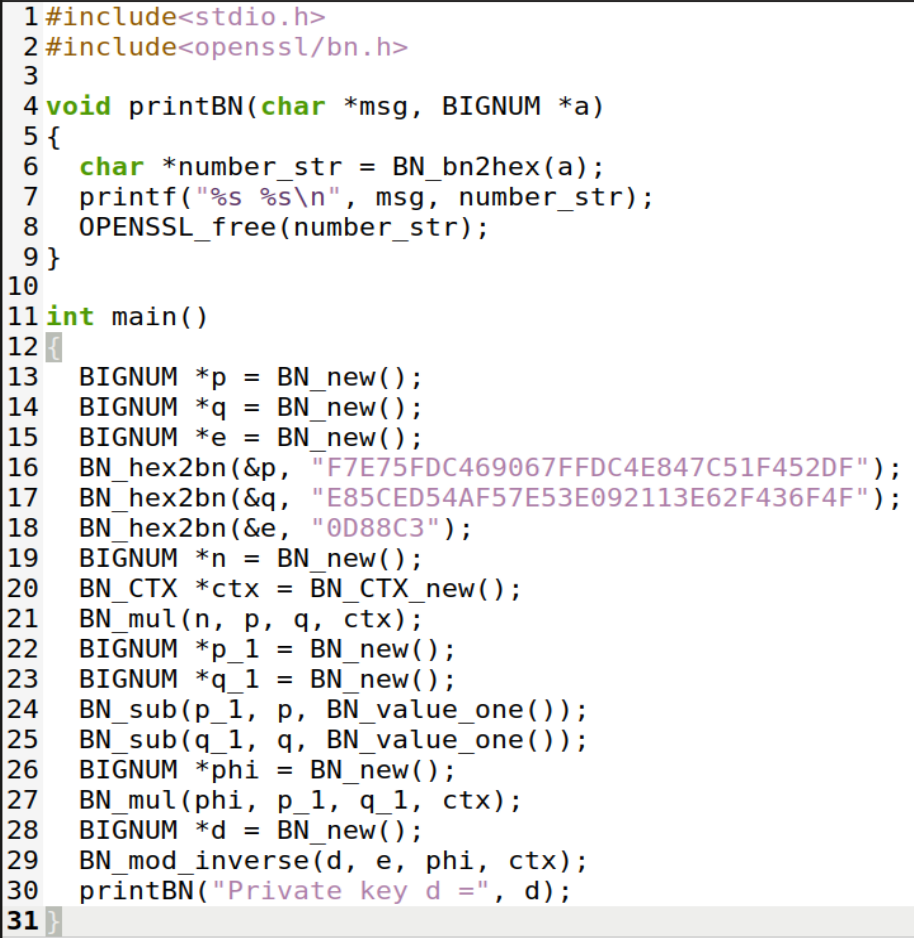 1 #include<stdio.h>
2 #include<openssl/bn.h>
3
4 void printBN(char *msg, BIGNUM *a)
5 {
6   char *number_str = BN_bn2hex(a);
7   printf("%s %s\n", msg, number_str);
8   OPENSSL_free(number_str);
9 }
10
11 int main()
12 {
13   BIGNUM *p = BN_new();
14   BIGNUM *q = BN_new();
15   BIGNUM *e = BN_new();
16   BN_hex2bn(&p, "F7E75FDC469067FFDC4E847C51F452DF");
17   BN_hex2bn(&q, "E85CED54AF57E53E092113E62F436F4F");
18   BN_hex2bn(&e, "0D88C3");
19   BIGNUM *n = BN_new();
20   BN_CTX *ctx = BN_CTX_new();
21   BN_mul(n, p, q, ctx);
22   BIGNUM *p_1 = BN_new();
23   BIGNUM *q_1 = BN_new();
24   BN_sub(p_1, p, BN_value_one());
25   BN_sub(q_1, q, BN_value_one());
26   BIGNUM *phi = BN_new();
27   BN_mul(phi, p_1, q_1, ctx);
28   BIGNUM *d = BN_new();
29   BN_mod_inverse(d, e, phi, ctx);
30   printBN("Private key d =", d);
31 }